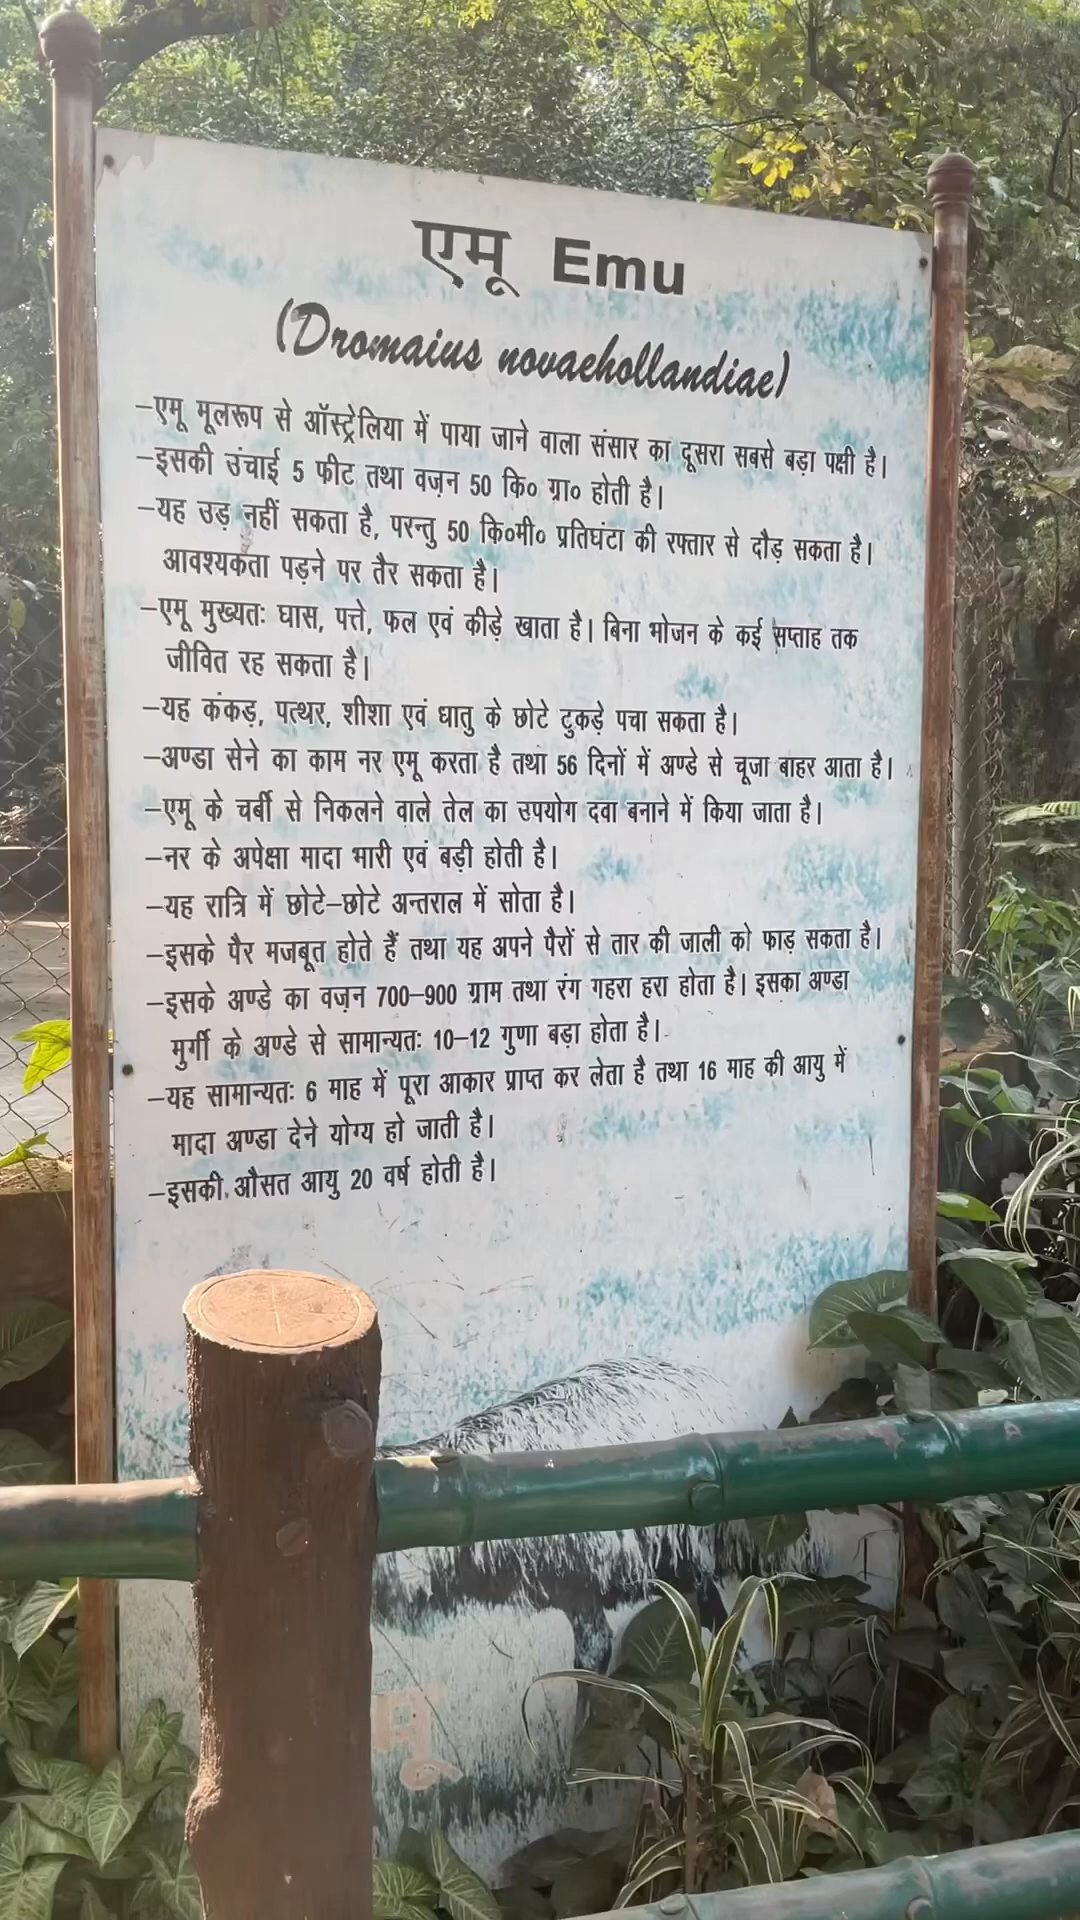 एमू Emu
(Dromaius novaehollandiae)
–एमू मूलरूप से ऑस्ट्रेलिया में पाया जाने वाला संसार का दूसरा सबसे बड़ा पक्षी है।
–इसकी उंचाई 5 फीट तथा वज़न 50 कि० ग्रा० होती है।
–यह उड़ नहीं सकता है, परन्तु 50 कि०मी० प्रतिघंटा की रफ्तार से दौड़ सकता है।
आवश्यकता पड़ने पर तैर सकता है।
–एमू मुख्यतः घास, पत्ते, फल एवं कीड़े खाता है। बिना भोजन के कई सप्ताह तक
जीवित रह सकता है।
–यह कंकड़, पत्थर, शीशा एवं धातु के छोटे टुकड़े पचा सकता है।
–अण्डा सेने का काम नर एमू करता है तथा 56 दिनों में अण्डे से चूजा बाहर आता है।
–एमू के चर्बी से निकलने वाले तेल का उपयोग दवा बनाने में किया जाता है।
–नर के अपेक्षा मादा भारी एवं बड़ी होती है।
–यह रात्रि में छोटे–छोटे अन्तराल में सोता है।
–इसके पैर मजबूत होते हैं तथा यह अपने पैरों से तार की जाली को फाड़ सकता है।
–इसके अण्डे का वज़न 700–900 ग्राम तथा रंग गहरा हरा होता है। इसका अण्डा
मुर्गी के अण्डे से सामान्यतः 10–12 गुणा बड़ा होता है।
–यह सामान्यतः 6 माह में पूरा आकार प्राप्त कर लेता है तथा 16 माह की आयु में
मादा अण्डा देने योग्य हो जाती है।
–इसकी औसत आयु 20 वर्ष होती है।